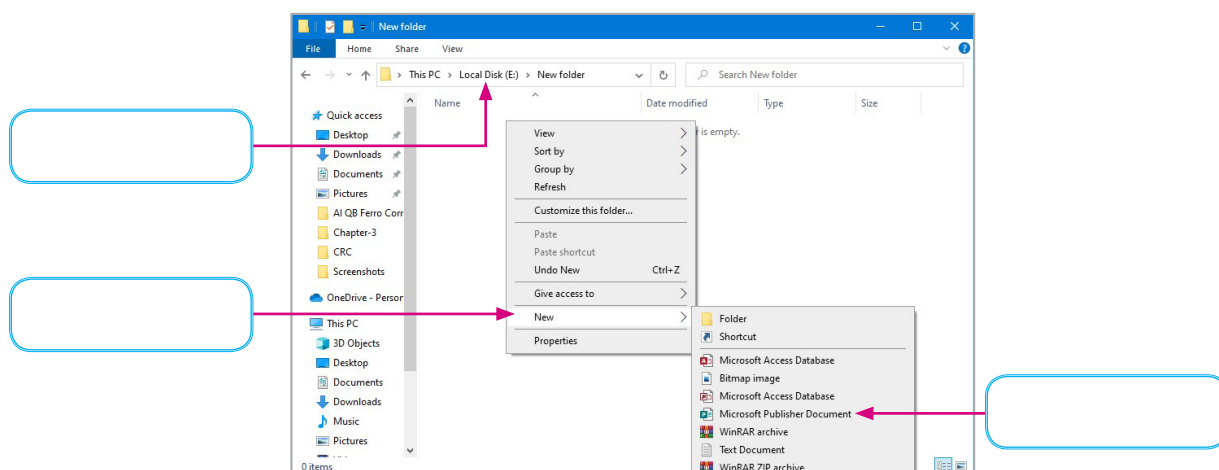 New folder
File Home Share View
This PC > Local Disk (E:) > New folder
Search New folder
Name Date modified Type Size
Quick access
Desktop
Downloads
Documents
Pictures
AI QB Ferro Corr
Chapter-3
CRC
Screenshots
OneDrive - Person
This PC
3D Objects
Desktop
Documents
Downloads
Music
Pictures
0 items
is empty.
View
Sort by
Group by
Refresh
Customize this folder...
Paste
Paste shortcut
Undo New Ctrl+Z
Give access to
New
Properties
Folder
Shortcut
Microsoft Access Database
Bitmap image
Microsoft Access Database
Microsoft Publisher Document
WinRAR archive
Text Document
WinRAR ZIP archive